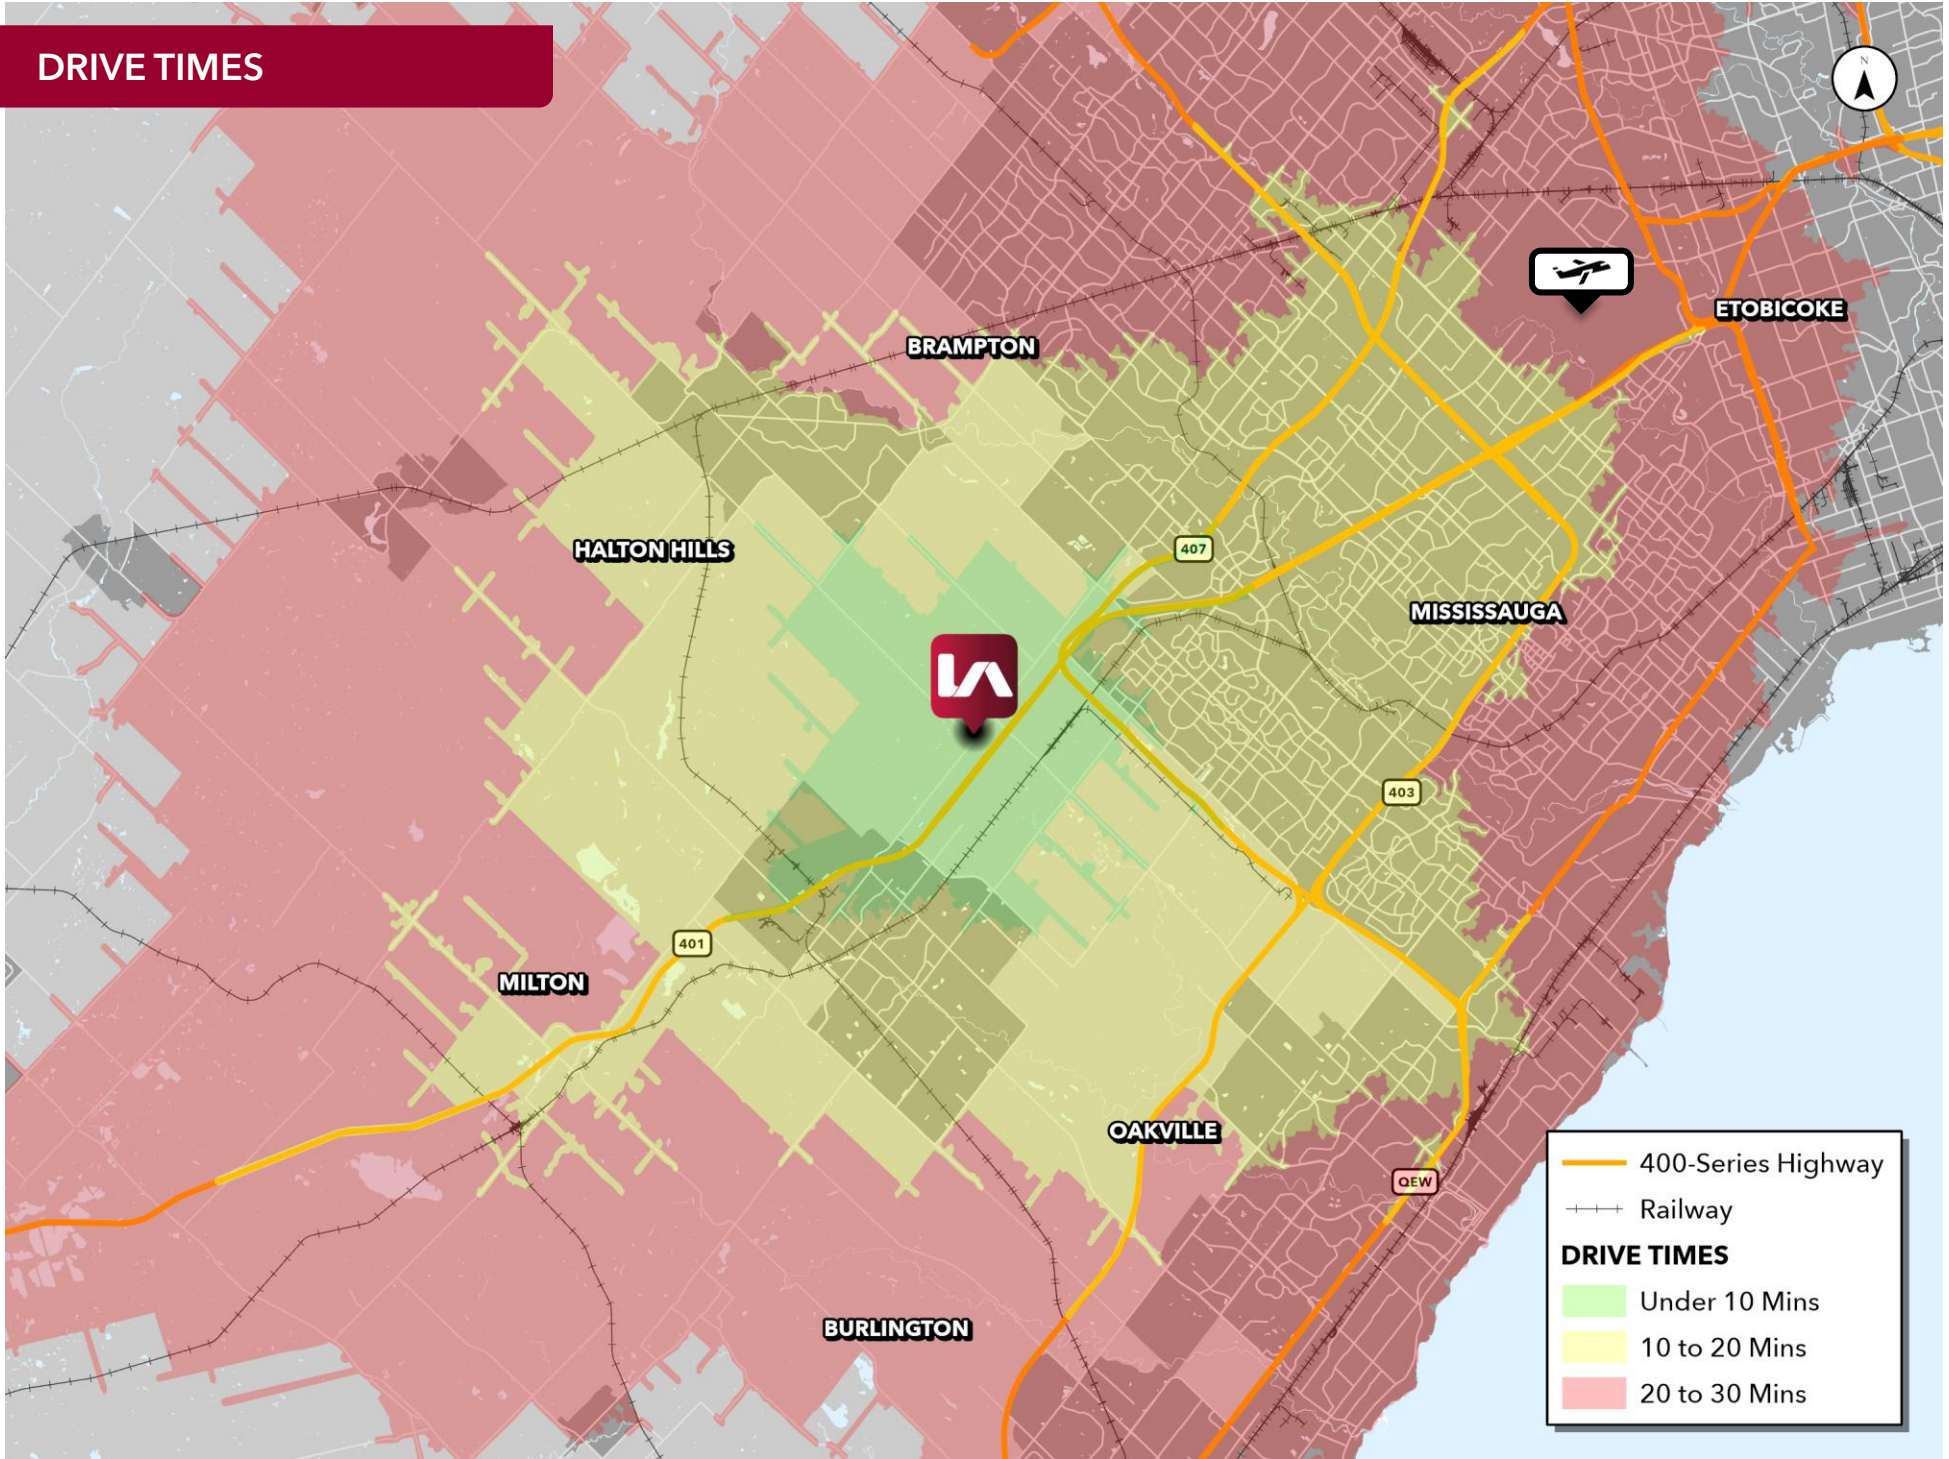 DRIVE TIMES
N
ETOBICOKE
BRAMPTON
HALTON HILLS
407
MISSISSAUGA
LA
403
401
MILTON
OAKVILLE
QEW
BURLINGTON
400-Series Highway
Railway
DRIVE TIMES
Under 10 Mins
10 to 20 Mins
20 to 30 Mins